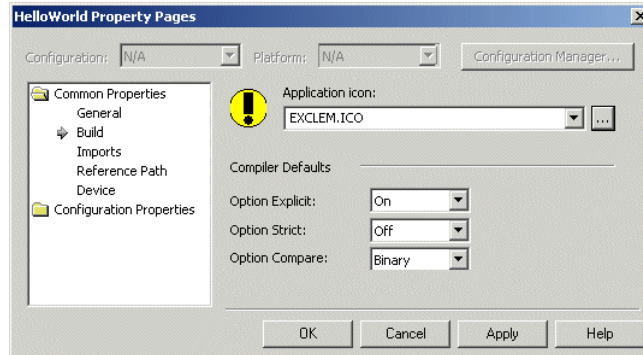 HelloWorld Property Pages
Configuration: N/A Platform: N/A Configuration Manager...
Common Properties
General
Build
Imports
Reference Path
Device
Configuration Properties
Application icon:
EXCLEM.ICO ...
Compiler Defaults
Option Explicit: On
Option Strict: Off
Option Compare: Binary
OK Cancel Apply Help